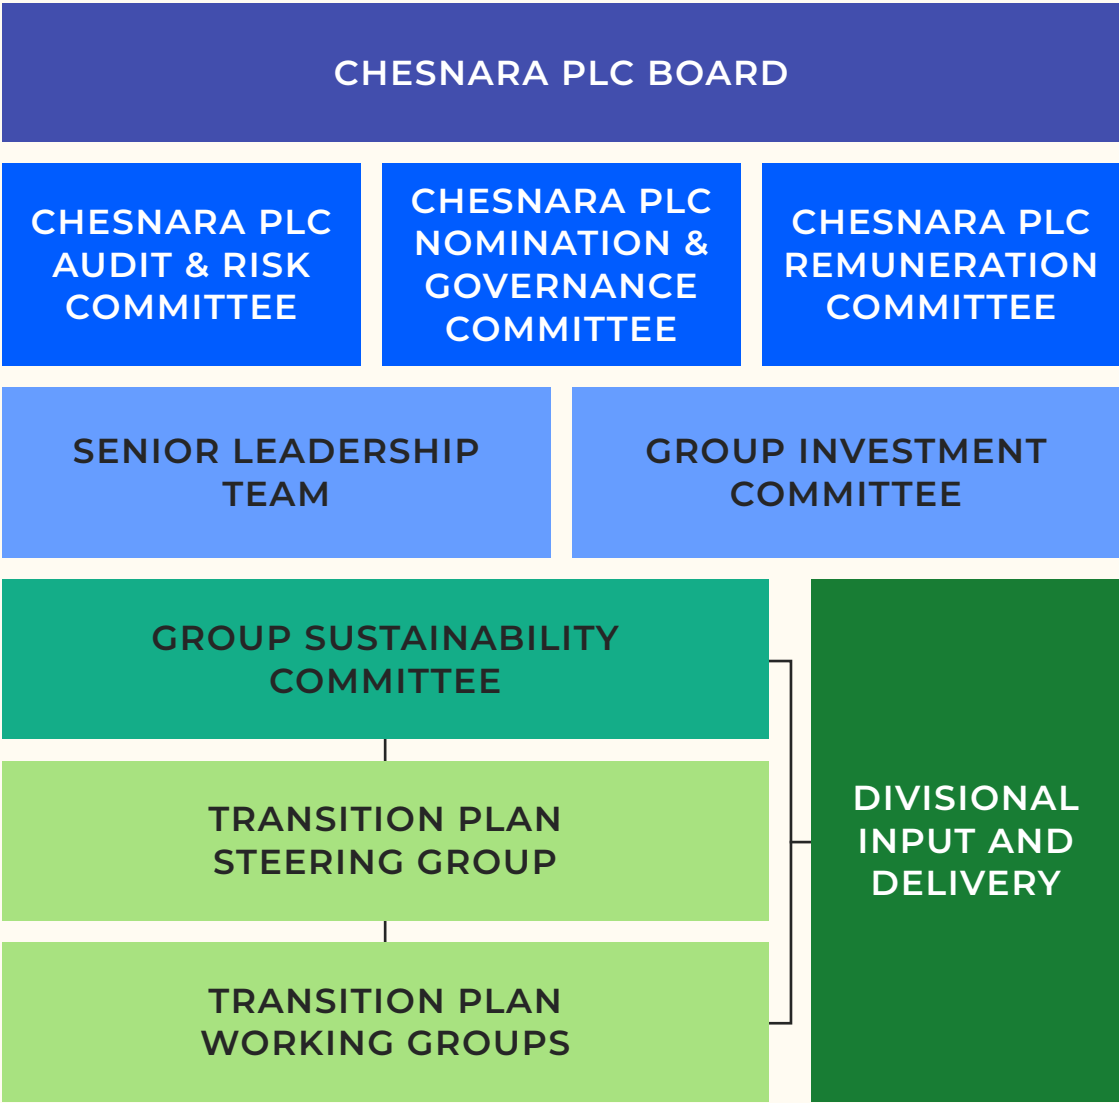 CHESNARA PLC BOARD
CHESNARA PLC
AUDIT & RISK
COMMITTEE
CHESNARA PLC
NOMINATION &
GOVERNANCE
COMMITTEE
CHESNARA PLC
REMUNERATION
COMMITTEE
SENIOR LEADERSHIP
TEAM
GROUP INVESTMENT
COMMITTEE
GROUP SUSTAINABILITY
COMMITTEE
TRANSITION PLAN
STEERING GROUP
TRANSITION PLAN
WORKING GROUPS
DIVISIONAL
INPUT AND
DELIVERY